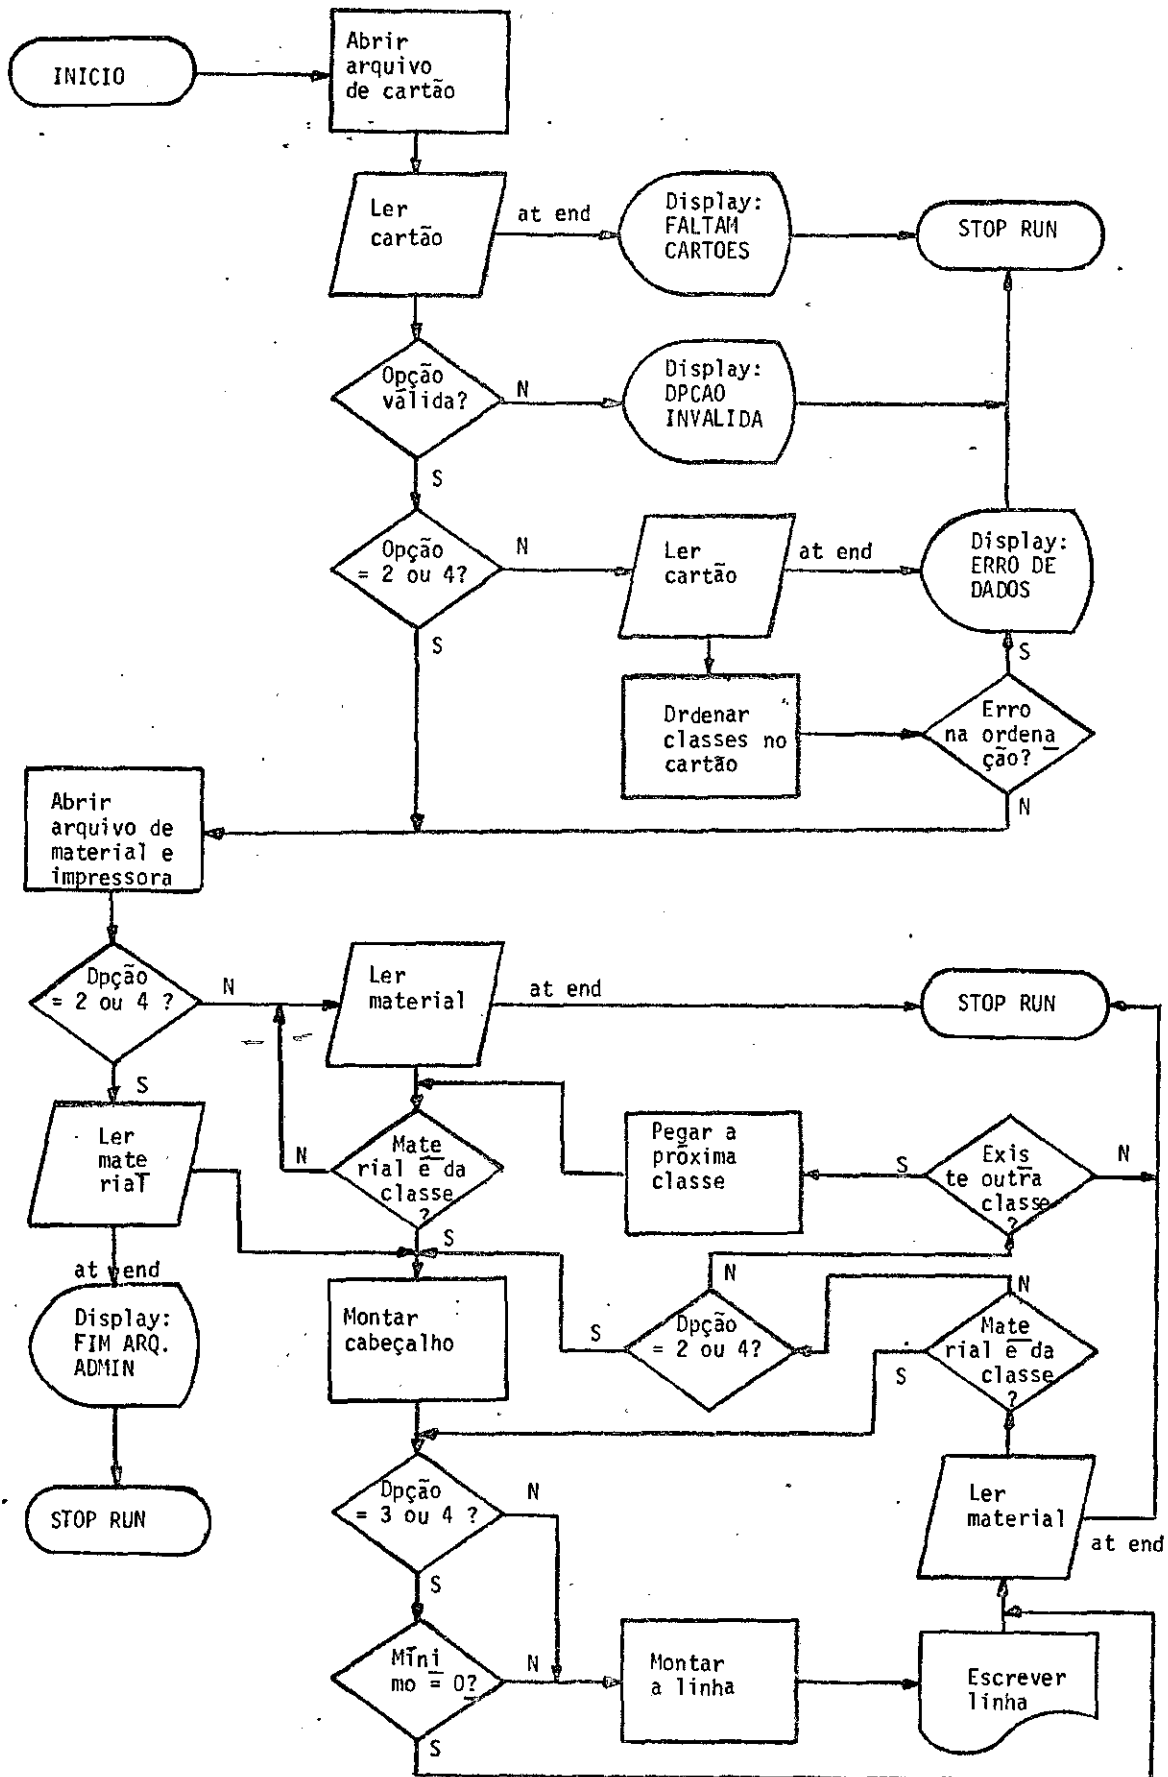 INICIO
Abrir
arquivo
de cartão
Ler
cartão
at end
Display:
FALTAM
CARTOES
STOP RUN
Opção
válida?
N
Display:
DPCAO
INVALIDA
S
Opção
= 2 ou 4?
N
Ler
cartão
at end
Display:
ERRO DE
DADOS
S
S
Drdenar
classes no
cartão
Erro
na ordena
ção?
N
Abrir
arquivo de
material e
impressora
Dpção
= 2 ou 4 ?
N
Ler
material
at end
STOP RUN
S
Ler
mate
rial
N
Mate
rial é da
classe
?
S
Pegar a
próxima
classe
S
Exis
te outra
classe
?
N
at end
Display:
FIM ARQ.
ADMIN
Montar
cabeçalho
S
N
Dpção
= 2 ou 4?
N
Mate
rial é da
classe
?
S
STOP RUN
Dpção
= 3 ou 4 ?
N
Ler
material
at end
S
Míni
mo = 0?
N
Montar
a linha
Escrever
linha
S